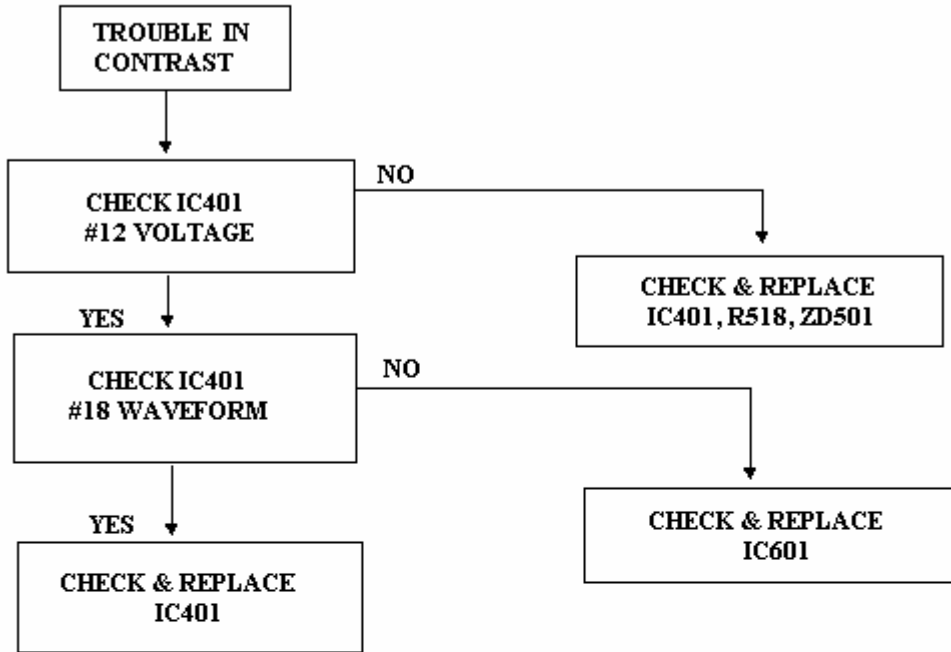 TROUBLE IN
CONTRAST
NO
CHECK IC401
#12 VOLTAGE
CHECK & REPLACE
IC401, R518, ZD501
YES
NO
CHECK IC401
#18 WAVEFORM
CHECK & REPLACE
IC601
YES
CHECK & REPLACE
IC401